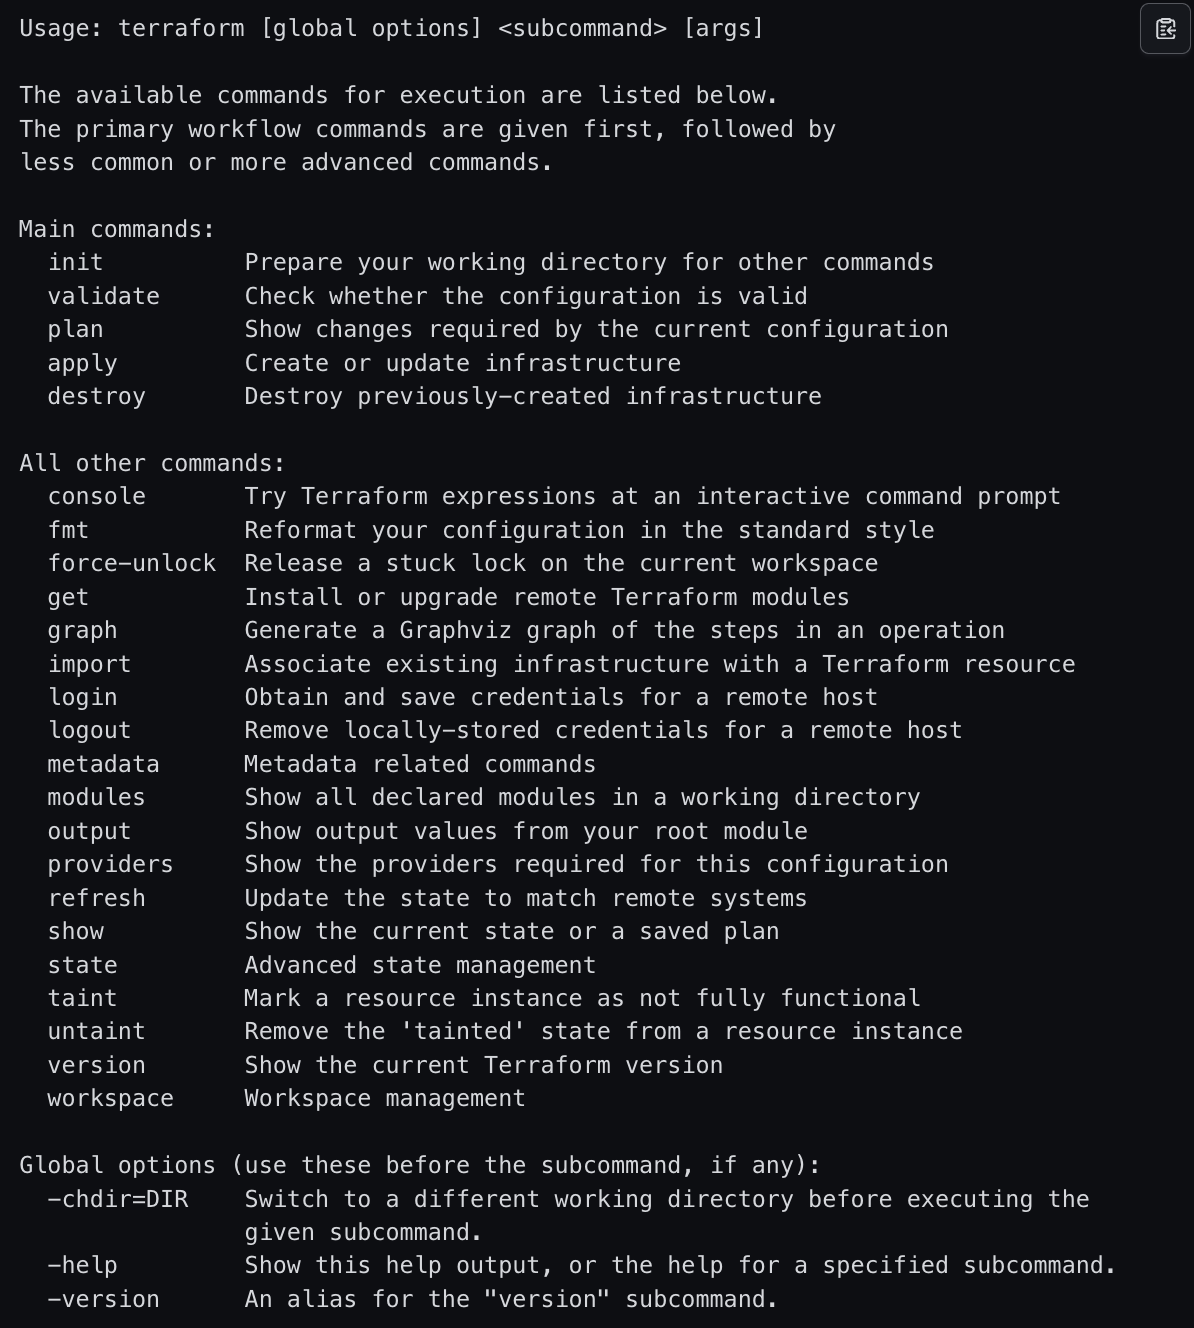 Usage: terraform [global options] <subcommand> [args]

The available commands for execution are listed below.
The primary workflow commands are given first, followed by
less common or more advanced commands.

Main commands:
  init          Prepare your working directory for other commands
  validate      Check whether the configuration is valid
  plan          Show changes required by the current configuration
  apply         Create or update infrastructure
  destroy       Destroy previously-created infrastructure

All other commands:
  console       Try Terraform expressions at an interactive command prompt
  fmt           Reformat your configuration in the standard style
  force-unlock  Release a stuck lock on the current workspace
  get           Install or upgrade remote Terraform modules
  graph         Generate a Graphviz graph of the steps in an operation
  import        Associate existing infrastructure with a Terraform resource
  login         Obtain and save credentials for a remote host
  logout        Remove locally-stored credentials for a remote host
  metadata      Metadata related commands
  modules       Show all declared modules in a working directory
  output        Show output values from your root module
  providers     Show the providers required for this configuration
  refresh       Update the state to match remote systems
  show          Show the current state or a saved plan
  state         Advanced state management
  taint         Mark a resource instance as not fully functional
  untaint       Remove the 'tainted' state from a resource instance
  version       Show the current Terraform version
  workspace     Workspace management

Global options (use these before the subcommand, if any):
  -chdir=DIR    Switch to a different working directory before executing the
                given subcommand.
  -help         Show this help output, or the help for a specified subcommand.
  -version      An alias for the "version" subcommand.